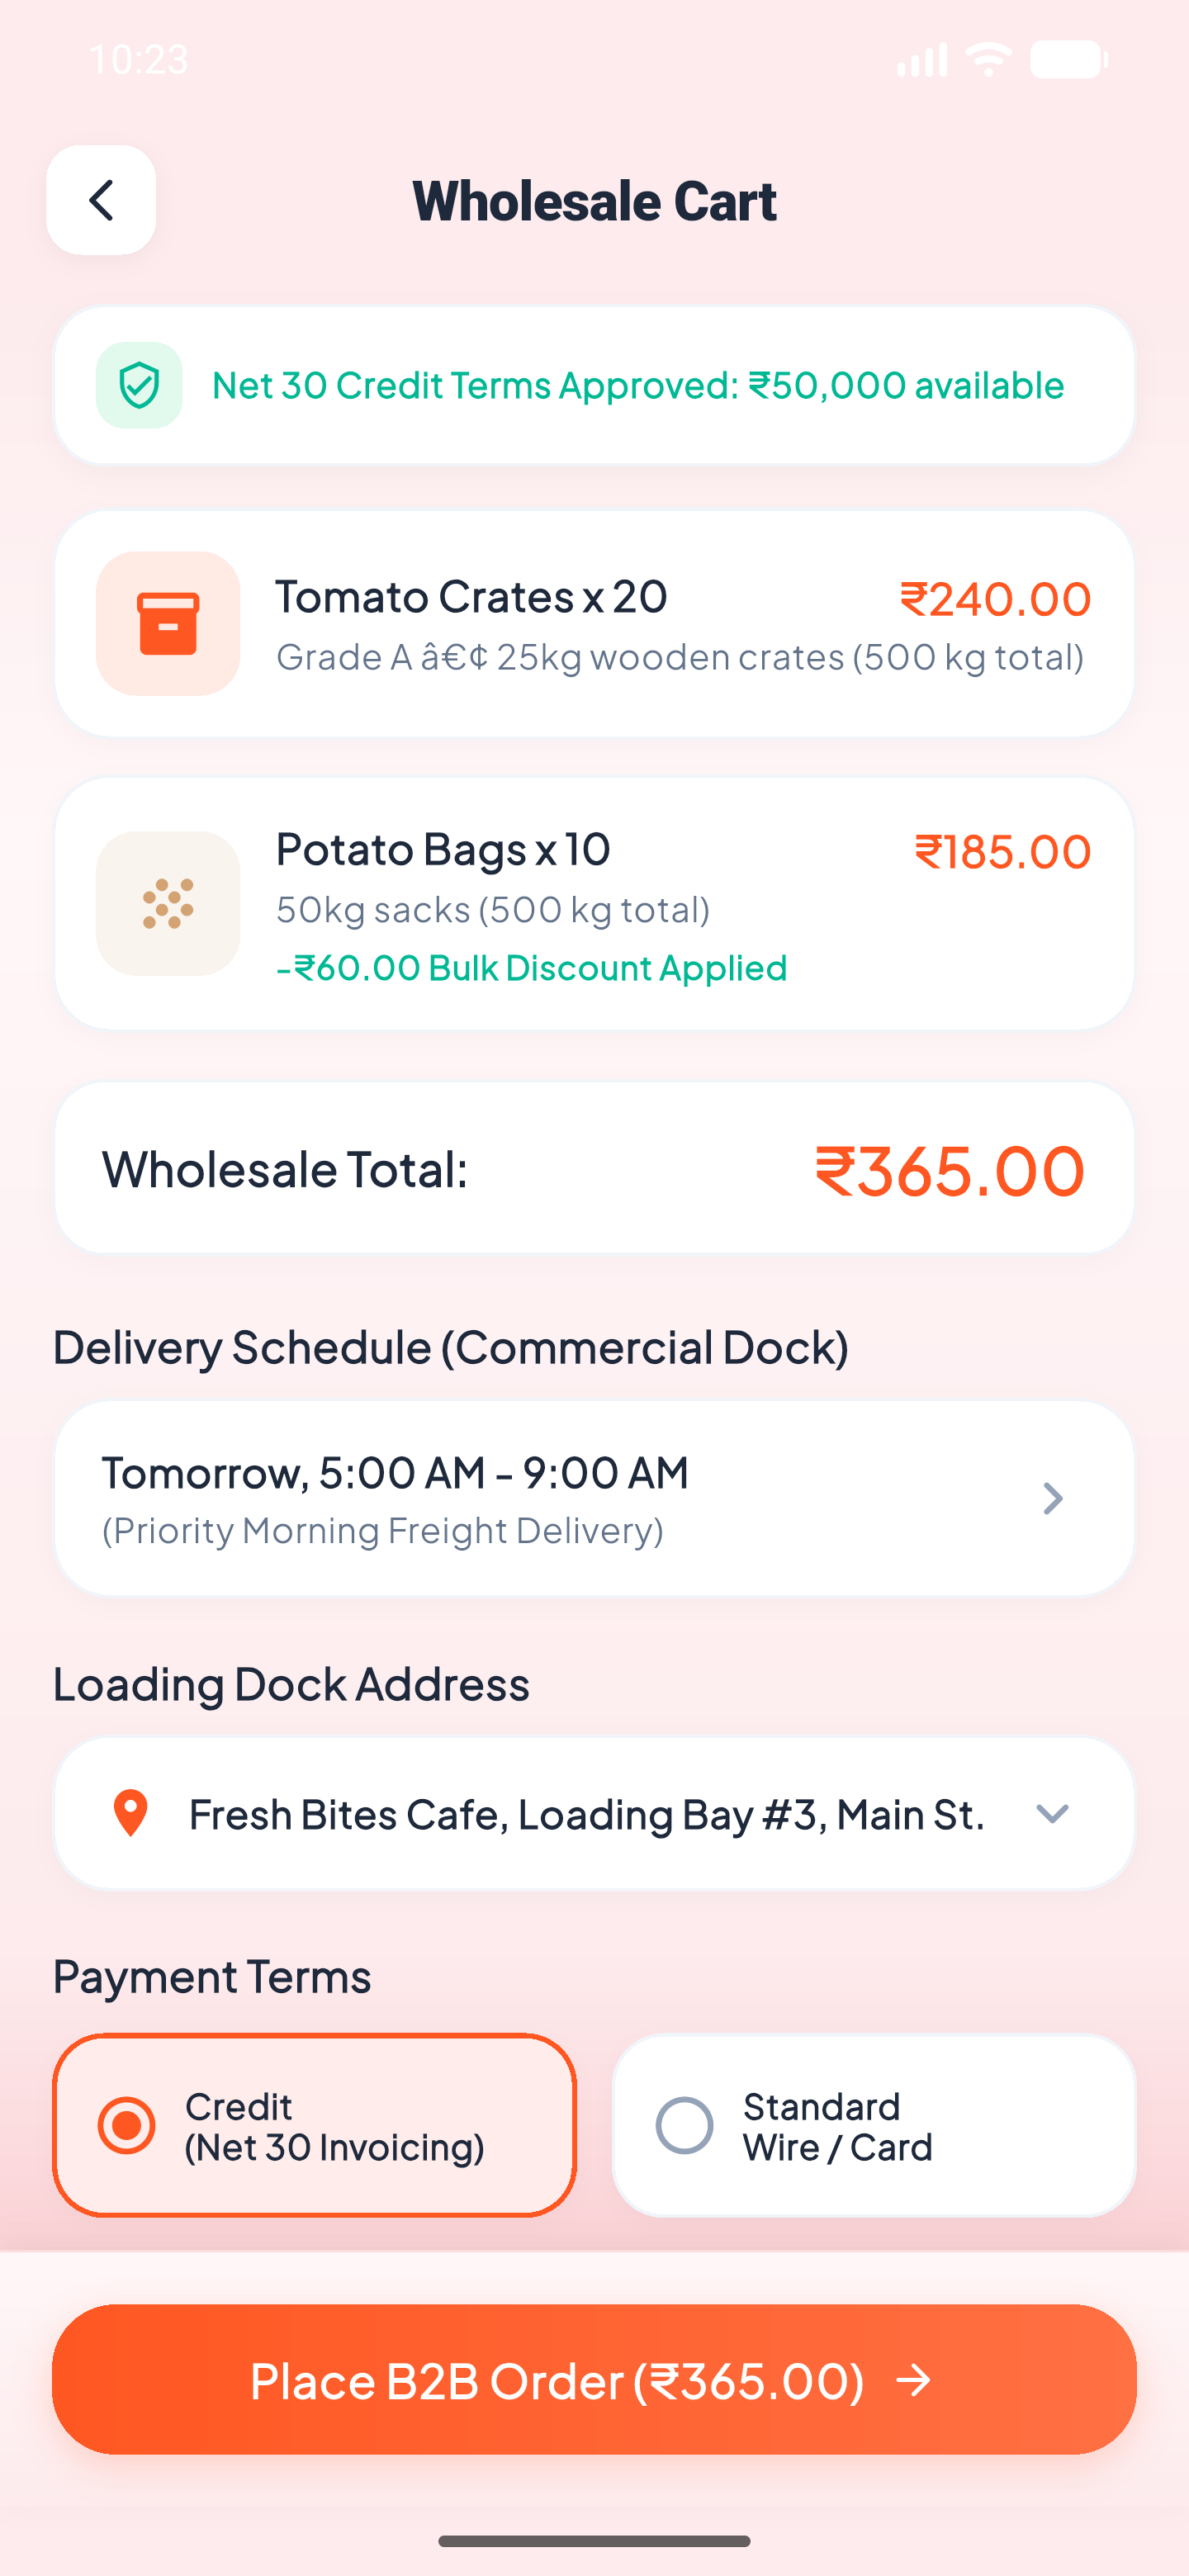 10:23
Wholesale Cart
Net 30 Credit Terms Approved: ₹50,000 available
Tomato Crates x 20
₹240.00
Grade A â€¢ 25kg wooden crates (500 kg total)
Potato Bags x 10
₹185.00
50kg sacks (500 kg total)
-₹60.00 Bulk Discount Applied
Wholesale Total:
₹365.00
Delivery Schedule (Commercial Dock)
Tomorrow, 5:00 AM - 9:00 AM
(Priority Morning Freight Delivery)
Loading Dock Address
Fresh Bites Cafe, Loading Bay #3, Main St.
Payment Terms
Credit
(Net 30 Invoicing)
Standard
Wire / Card
Place B2B Order (₹365.00) →